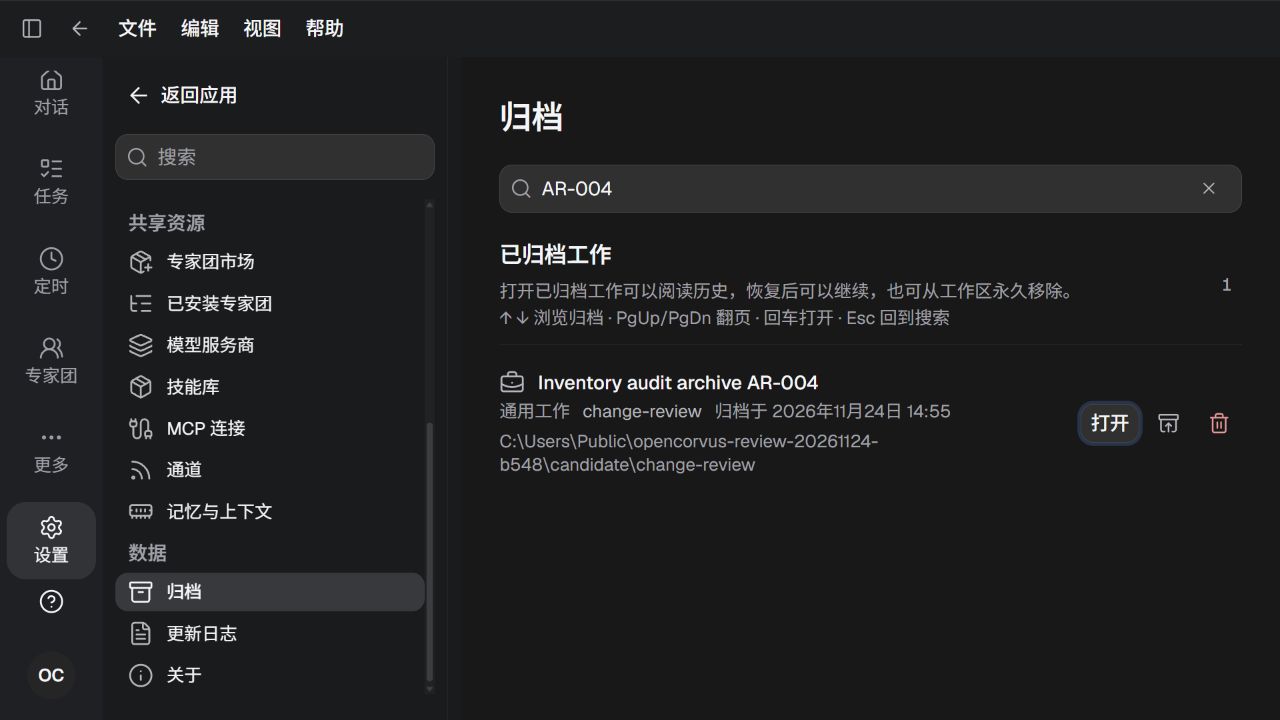 文件 编辑 视图 帮助
对话
任务
定时
专家团
更多
设置
OC
返回应用
搜索
共享资源
专家团市场
已安装专家团
模型服务商
技能库
MCP 连接
通道
记忆与上下文
数据
归档
更新日志
关于
归档
AR-004
已归档工作
打开已归档工作可以阅读历史，恢复后可以继续，也可从工作区永久移除。
1
↑↓ 浏览归档 · PgUp/PgDn 翻页 · 回车打开 · Esc 回到搜索
Inventory audit archive AR-004
通用工作 change-review 归档于 2026年11月24日 14:55
C:\Users\Public\opencorvus-review-20261124-
b548\candidate\change-review
打开